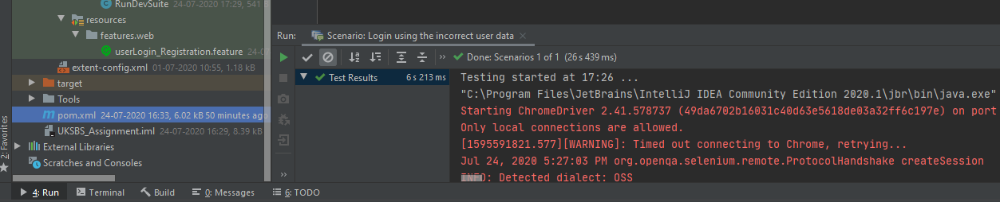 RunDevSuite 24-07-2020 17:29, 541 B
resources
features.web
userLogin_Registration.feature 24-0
extent-config.xml 01-07-2020 10:55, 1.18 kB
target
Tools
pom.xml 24-07-2020 16:33, 6.02 kB 50 minutes ago
UKSBS_Assignment.iml 24-07-2020 16:29, 8.39 kB
External Libraries
Scratches and Consoles
2: Favorites
Run: Scenario: Login using the incorrect user data
Done: Scenarios 1 of 1 (26 s 439 ms)
Test Results 6 s 213 ms
Testing started at 17:26 ...
"C:\Program Files\JetBrains\IntelliJ IDEA Community Edition 2020.1\jbr\bin\java.exe"
Starting ChromeDriver 2.41.578737 (49da6702b16031c40d63e5618de03a32ff6c197e) on port
Only local connections are allowed.
[1595591821.577][WARNING]: Timed out connecting to Chrome, retrying...
Jul 24, 2020 5:27:03 PM org.openqa.selenium.remote.ProtocolHandshake createSession
INFO: Detected dialect: OSS
4: Run Terminal Build 0: Messages 6: TODO